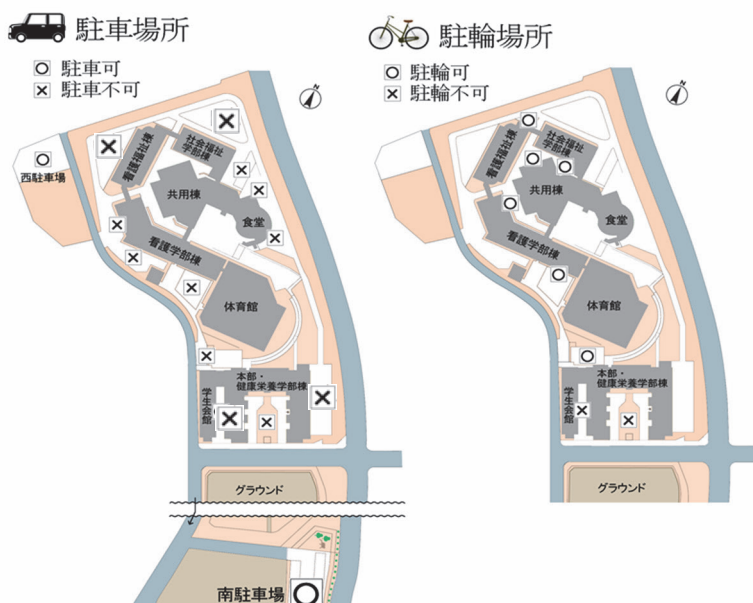 駐車場所
○ 駐車可
× 駐車不可
N
西駐車場
看護福祉棟
社会福祉
学部棟
共用棟
食堂
看護学部棟
体育館
本部・
健康栄養学部棟
学生会館
グラウンド
南駐車場
駐輪場所
○ 駐輪可
× 駐輪不可
N
看護福祉棟
社会福祉
学部棟
共用棟
食堂
看護学部棟
体育館
本部・
健康栄養学部棟
学生会館
グラウンド